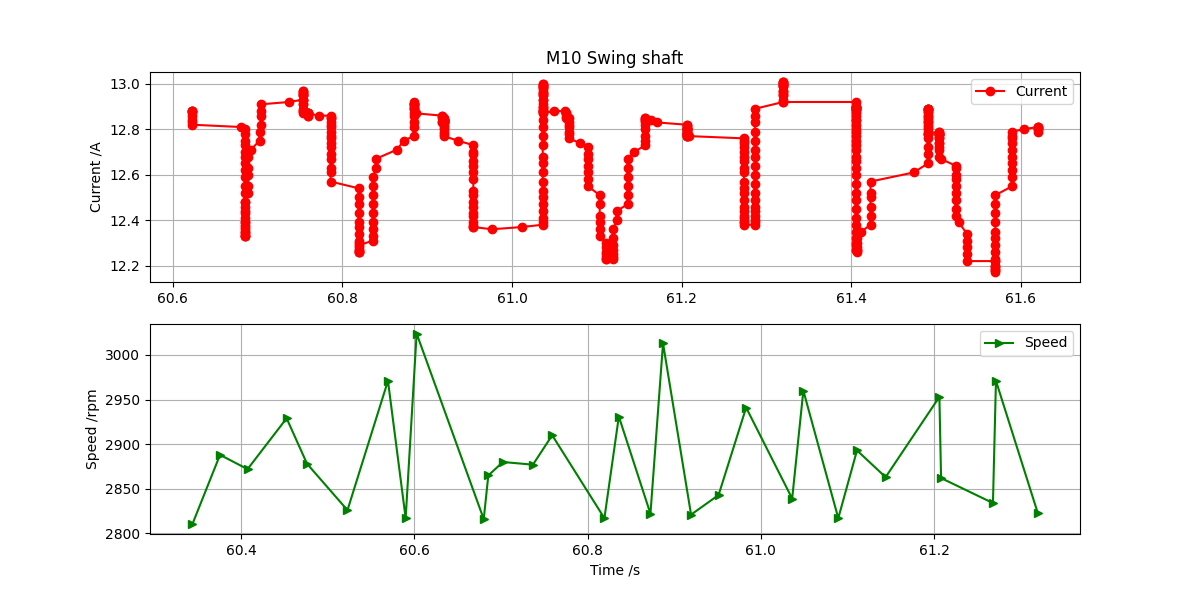 M10 Swing shaft
13.0
12.8
12.6
12.4
12.2
Current /A
Current
60.6 60.8 61.0 61.2 61.4 61.6
3000
2950
2900
2850
2800
Speed /rpm
Speed
60.4 60.6 60.8 61.0 61.2
Time /s